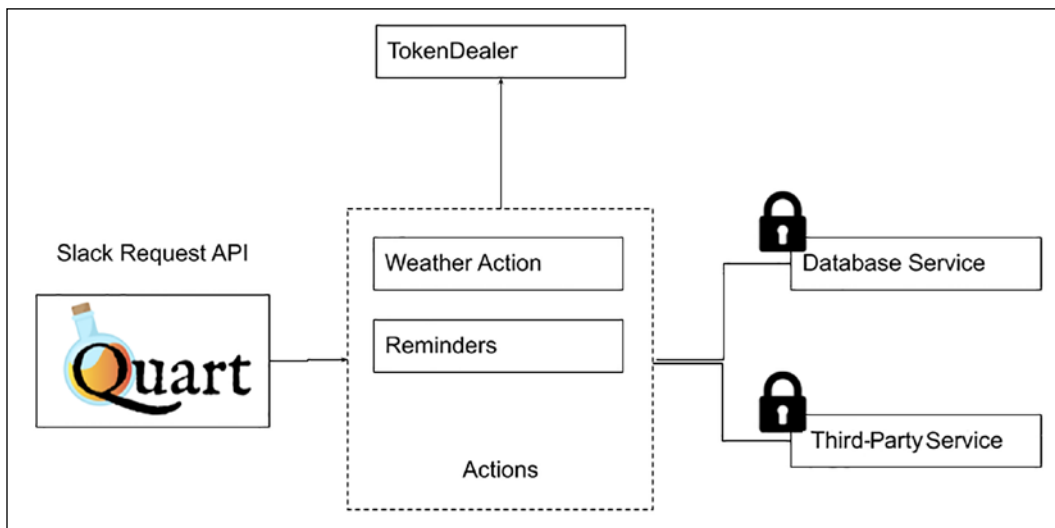 TokenDealer
Slack Request API
Quart
Weather Action
Reminders
Actions
Database Service
Third-Party Service